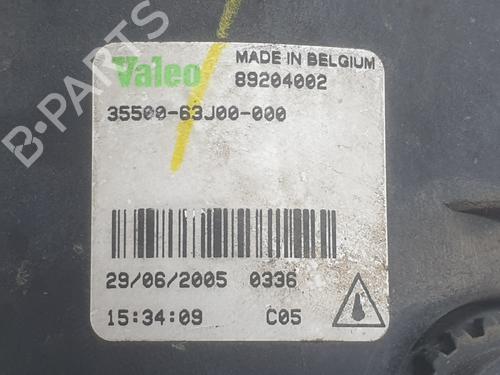 B-PARTS
Valeo
MADE IN BELGIUM
89204002
35500-63J00-000
29/06/2005 0336
15:34:09 C05